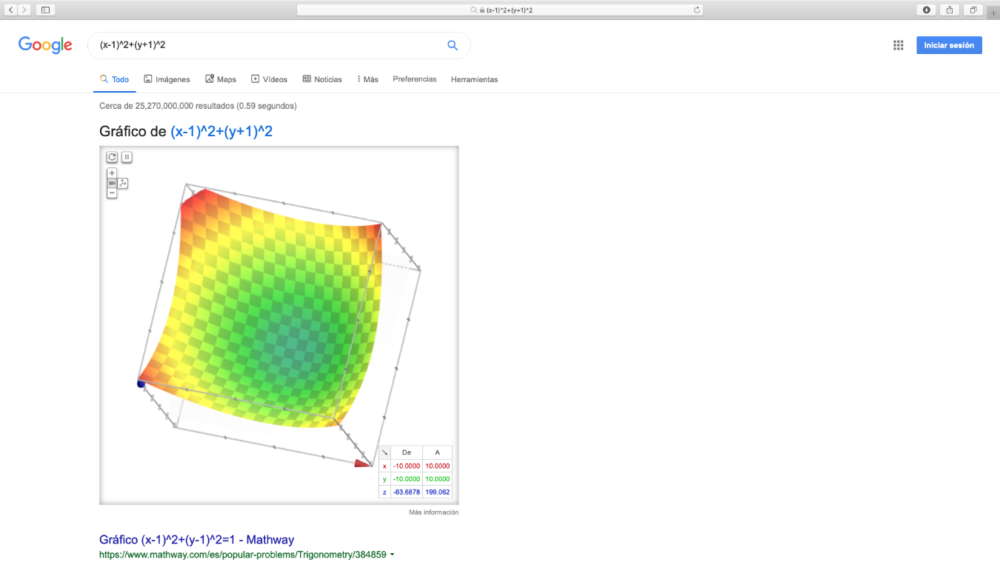 (x-1)^2+(y+1)^2
Google
(x-1)^2+(y+1)^2
Iniciar sesión
Todo Imágenes Maps Vídeos Noticias Más Preferencias Herramientas
Cerca de 25,270,000,000 resultados (0.59 segundos)
Gráfico de (x-1)^2+(y+1)^2
De A
x -10.0000 10.0000
y -10.0000 10.0000
z -63.6878 199.062
Más información
Gráfico (x-1)^2+(y-1)^2=1 - Mathway
https://www.mathway.com/es/popular-problems/Trigonometry/384859